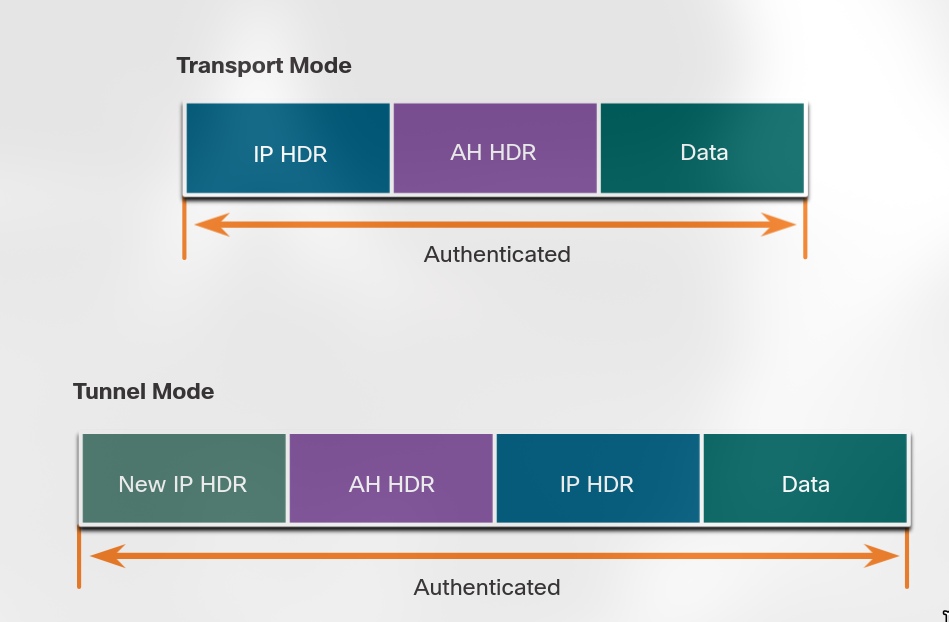 Transport Mode
IP HDR AH HDR Data
Authenticated
Tunnel Mode
New IP HDR AH HDR IP HDR Data
Authenticated